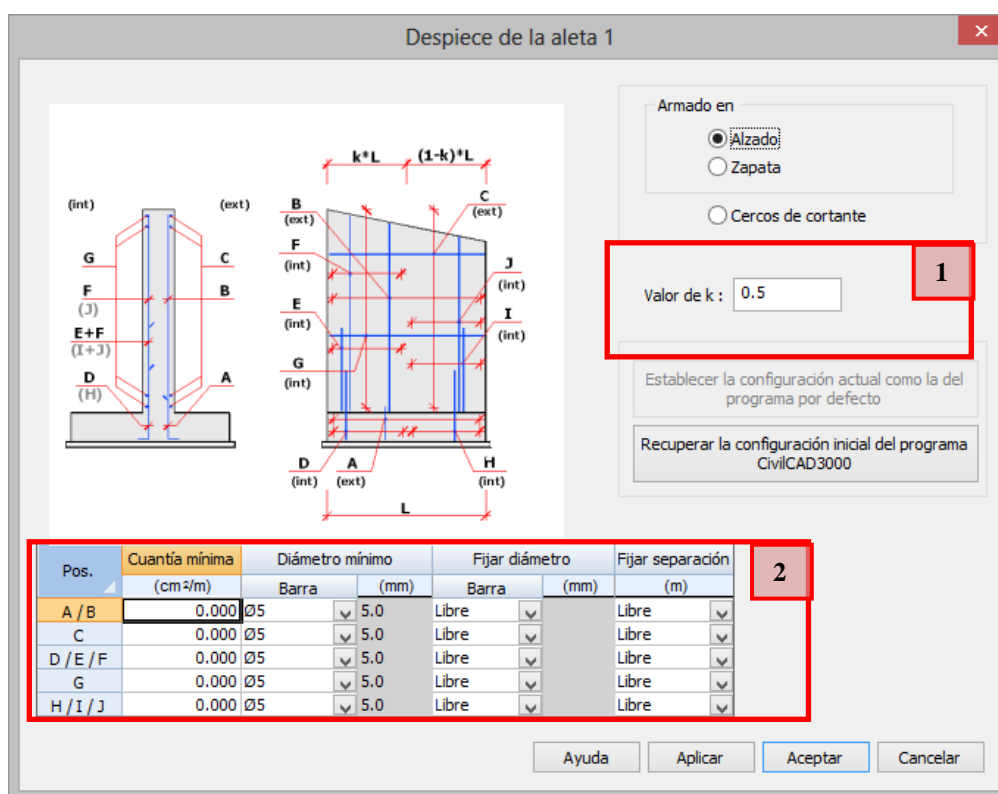 Despiece de la aleta 1
Armado en
Alzado
Zapata
Cercos de cortante
Valor de k : 0.5
1
Establecer la configuración actual como la del
programa por defecto
Recuperar la configuración inicial del programa
CivilCAD3000
k*L (1-k)*L
(int) (ext)
G C
F B
(J)
E+F
(I+J)
D A
(H)
B
(ext)
C
(ext)
F
(int)
J
(int)
E
(int)
I
(int)
G
(int)
D A H
(int) (ext) (int)
L
2
Pos. Cuantía mínima Diámetro mínimo Fijar diámetro Fijar separación
(cm²/m) Barra (mm) Barra (mm) (m)
A / B 0.000 Ø5 5.0 Libre Libre
C 0.000 Ø5 5.0 Libre Libre
D / E / F 0.000 Ø5 5.0 Libre Libre
G 0.000 Ø5 5.0 Libre Libre
H / I / J 0.000 Ø5 5.0 Libre Libre
Ayuda Aplicar Aceptar Cancelar